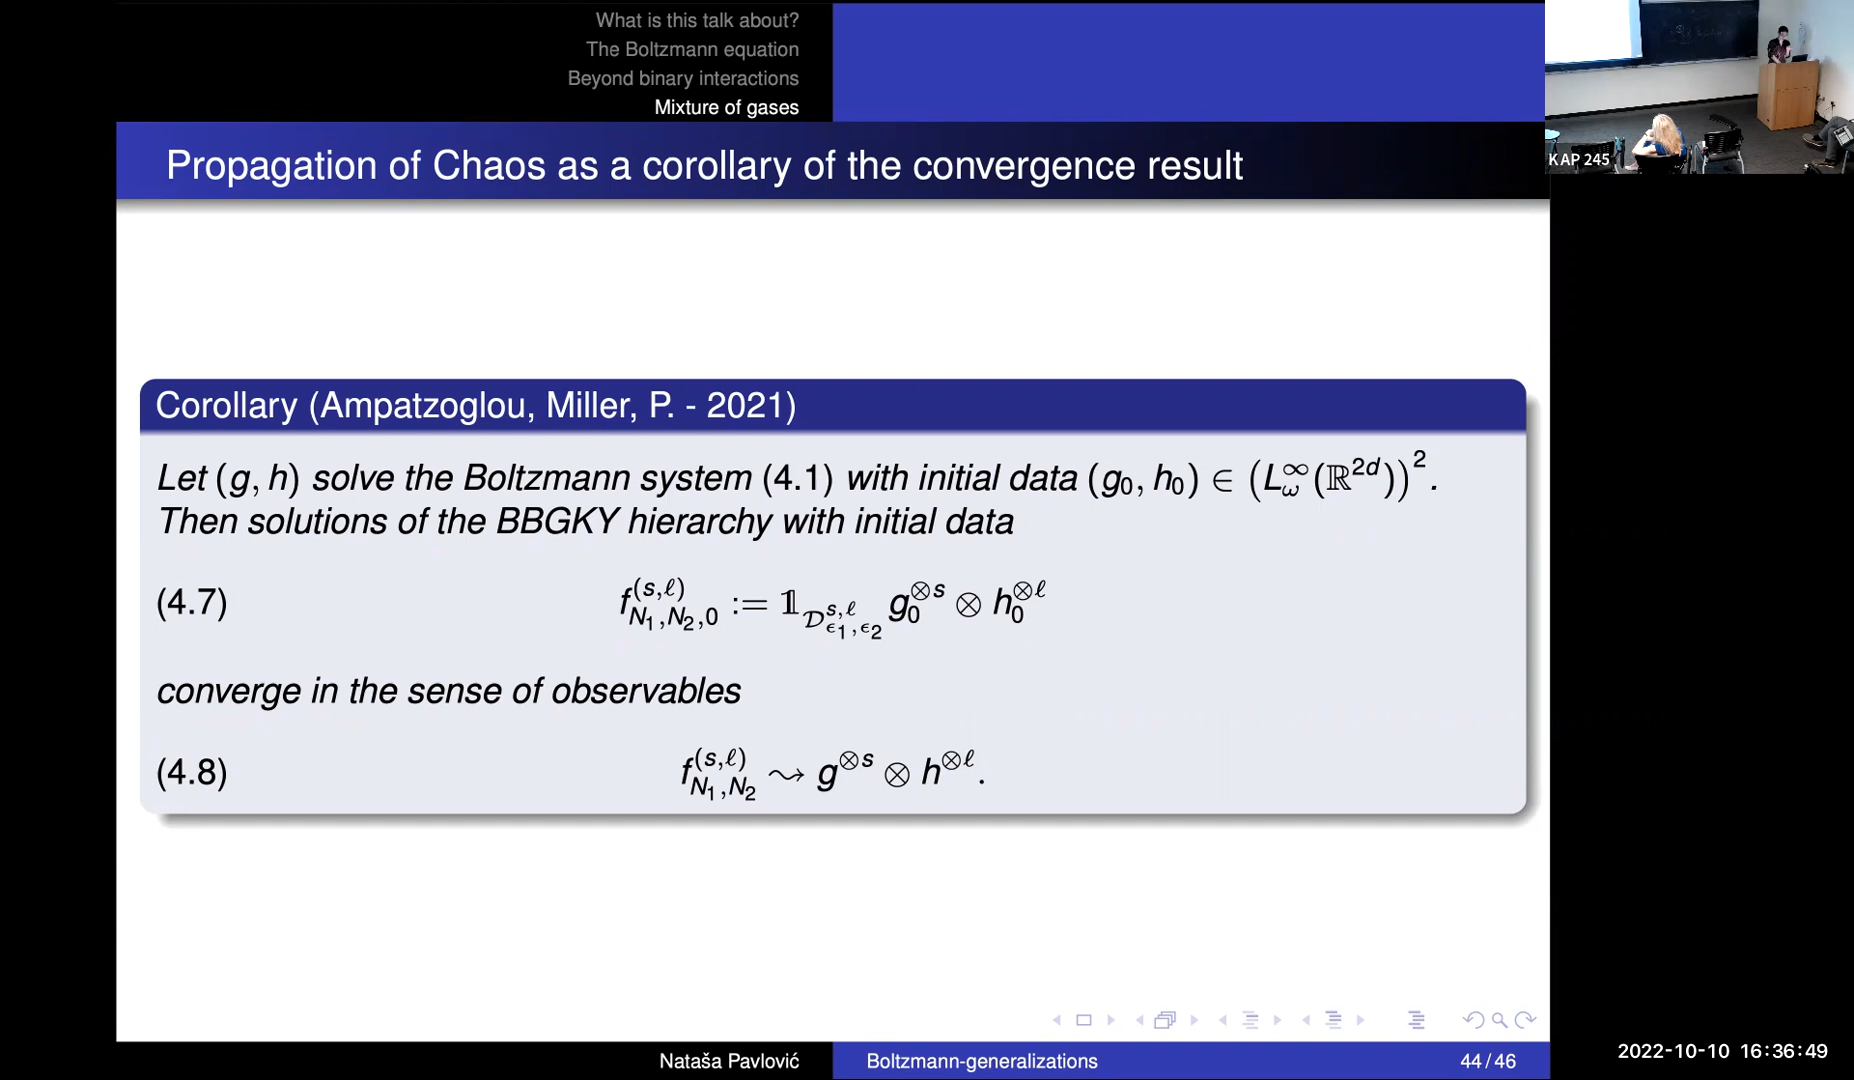 What is this talk about?
The Boltzmann equation
Beyond binary interactions
Mixture of gases
KAP 245
Propagation of Chaos as a corollary of the convergence result
Corollary (Ampatzoglou, Miller, P. - 2021)
Let (g, h) solve the Boltzmann system (4.1) with initial data (g₀, h₀) ∈ (L^∞_ω(ℝ^{2d}))².
Then solutions of the BBGKY hierarchy with initial data
(4.7) f^{(s,ℓ)}_{N₁,N₂,0} := 𝟙_{𝒟^{s,ℓ}_{ϵ₁,ϵ₂}} g₀^{⊗s} ⊗ h₀^{⊗ℓ}
converge in the sense of observables
(4.8) f^{(s,ℓ)}_{N₁,N₂} ⇝ g^{⊗s} ⊗ h^{⊗ℓ}.
Nataša Pavlović
Boltzmann-generalizations
44 / 46
2022-10-10 16:36:49